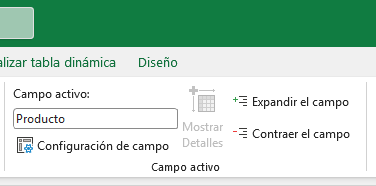 alizar tabla dinámica Diseño
Campo activo:
Producto
Configuración de campo
Mostrar
Detalles
Expandir el campo
Contraer el campo
Campo activo